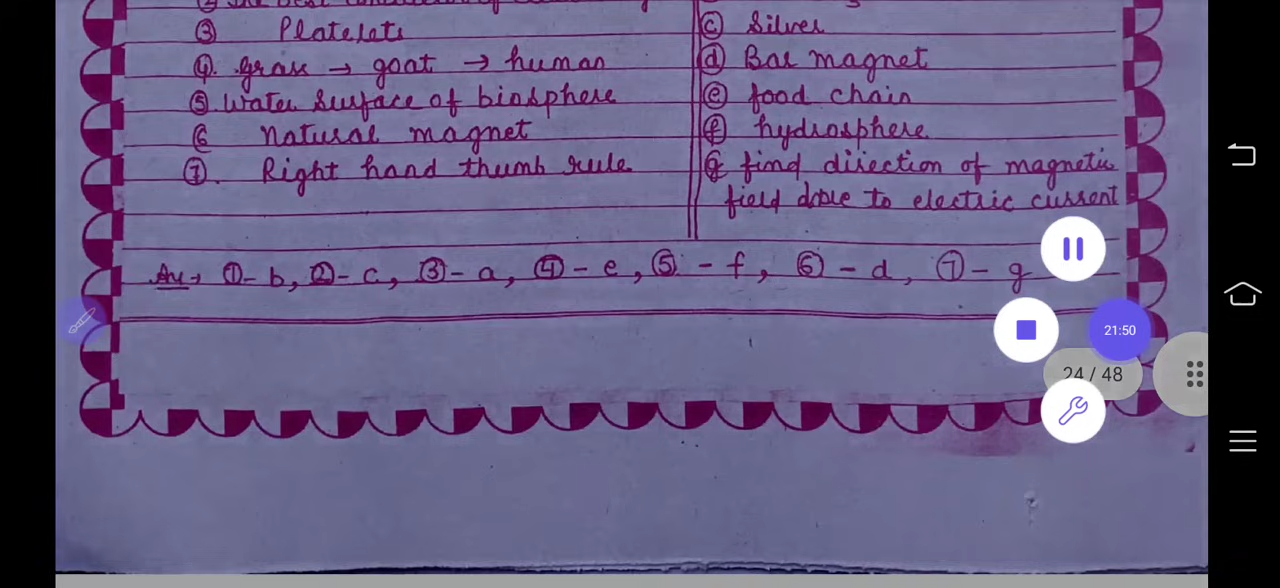 ③ Platelets
④. grass → goat → human
⑤ Water surface of biosphere
⑥ Natural magnet
⑦. Right hand thumb rule
ⓒ Silver
ⓓ Bar magnet
ⓔ food chain
ⓕ hydrosphere
ⓖ find direction of magnetic
field due to electric current
Ans → ①- b, ②- c, ③- a, ④- e, ⑤ - f, ⑥ - d, ⑦ - g
21:50
24 / 48